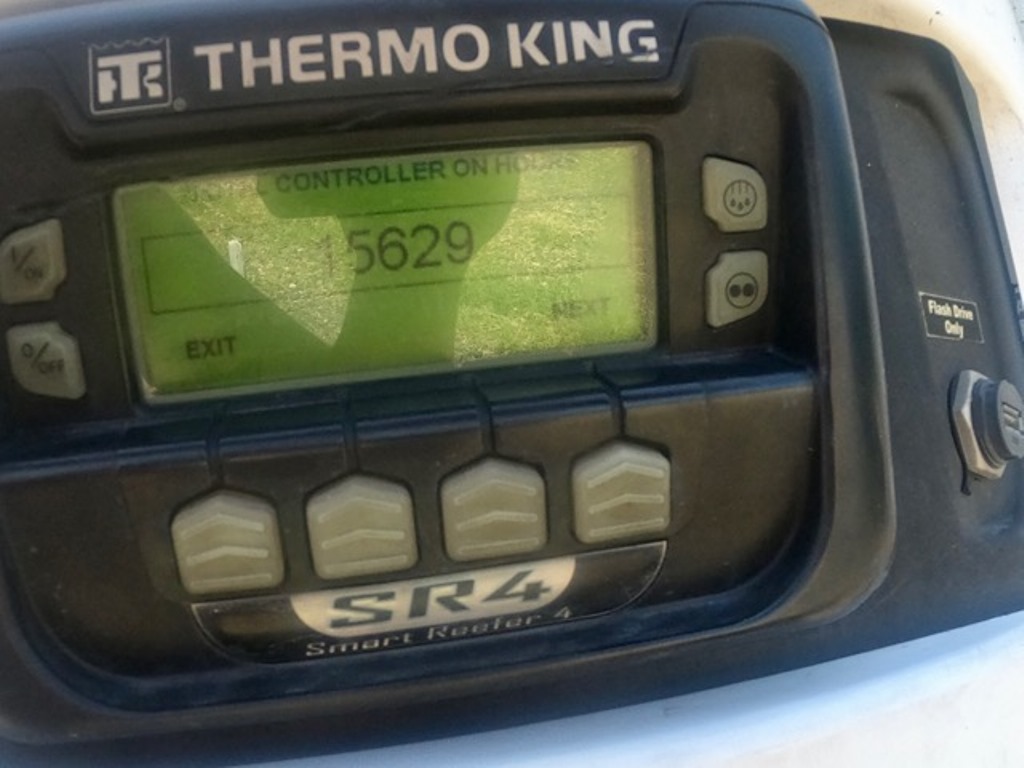 TK ® THERMO KING
CONTROLLER ON HOURS
15629
EXIT NEXT
I/ON
O/OFF
Flash Drive
Only
SR4
Smart Reefer 4